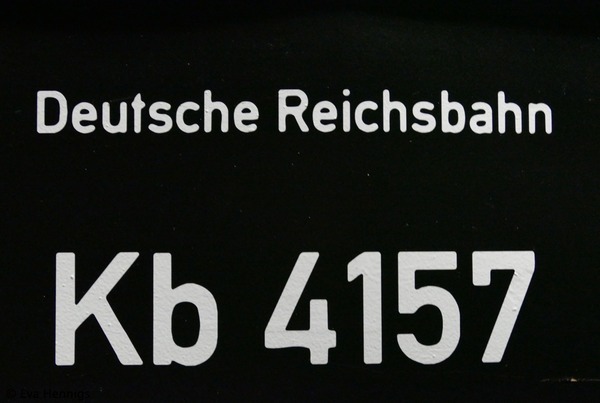 Deutsche Reichsbahn
Kb 4157